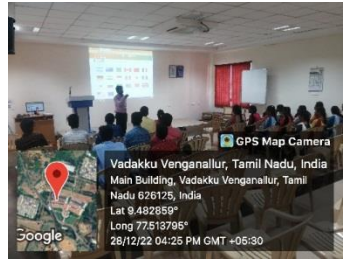 GPS Map Camera
Vadakku Venganallur, Tamil Nadu, India
Main Building, Vadakku Venganallur, Tamil
Nadu 626125, India
Lat 9.482859°
Long 77.513795°
28/12/22 04:25 PM GMT +05:30
Google